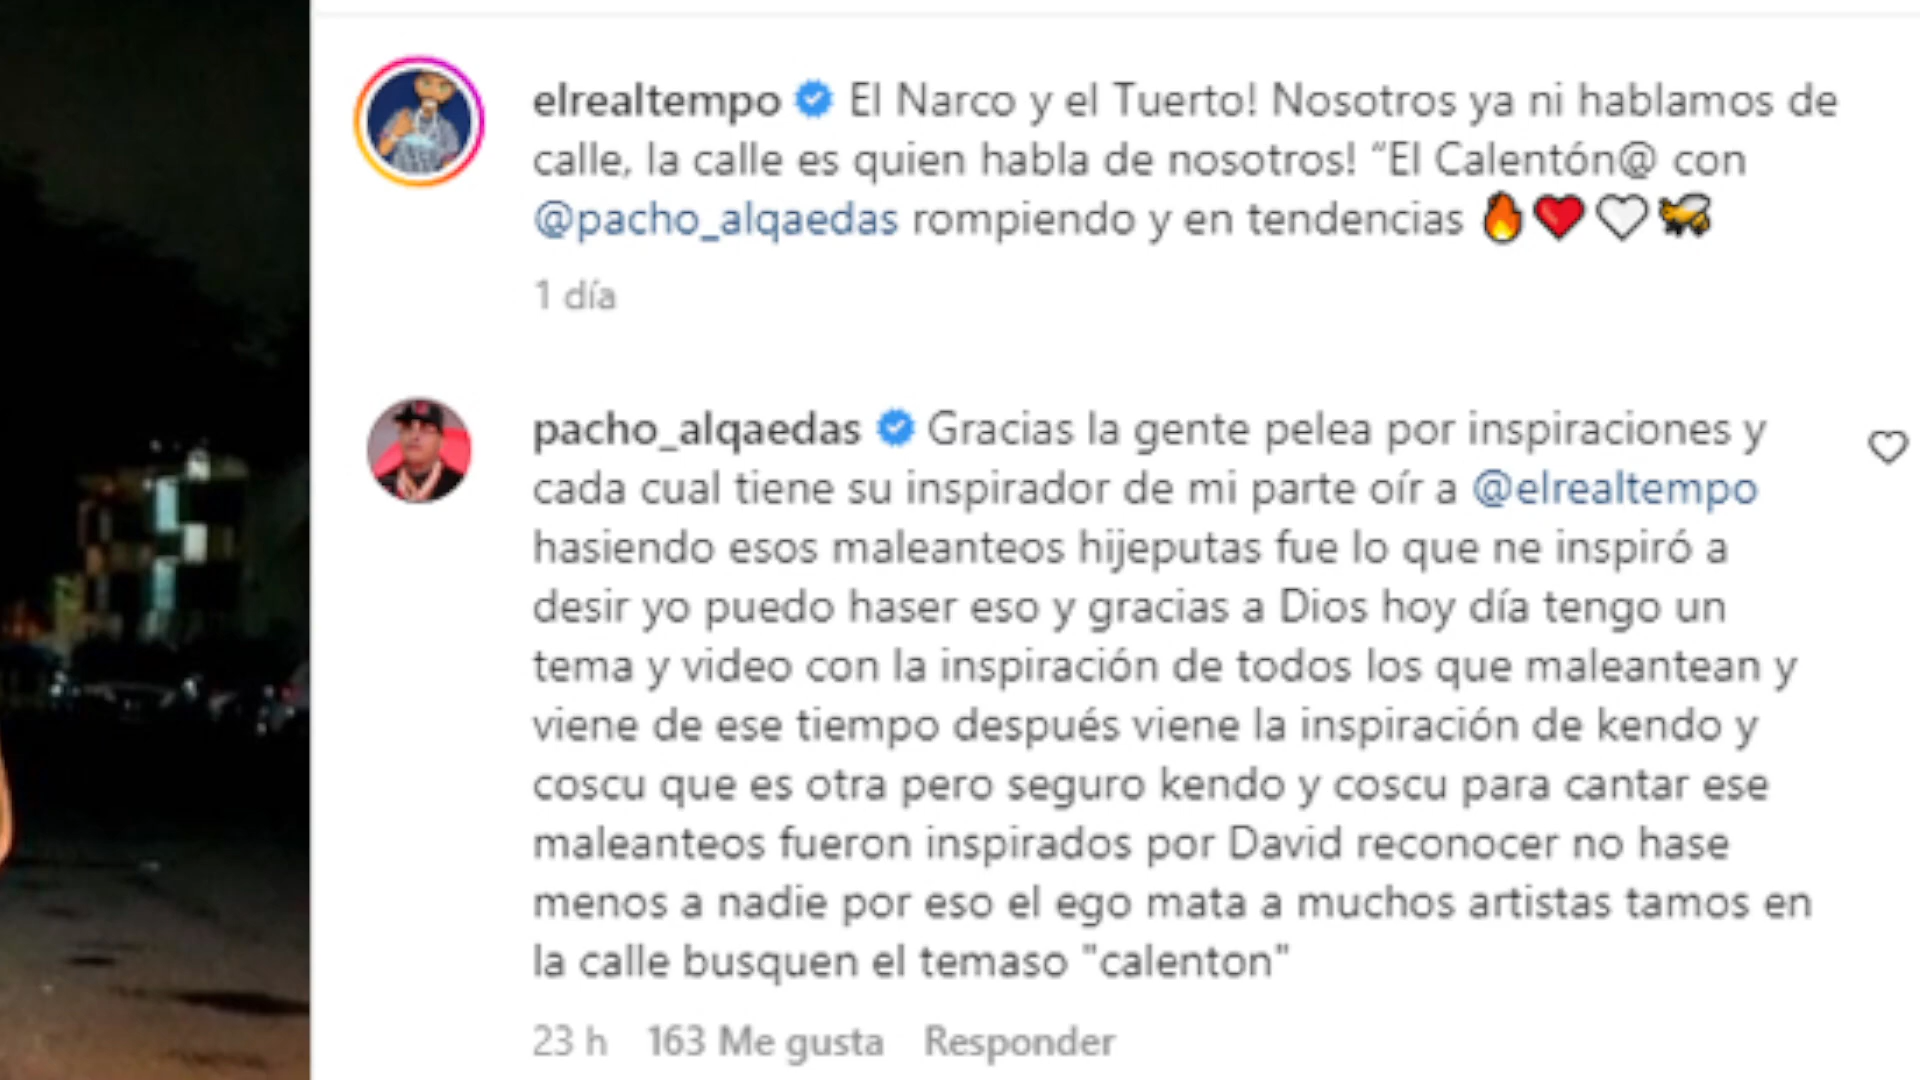 elrealtempo El Narco y el Tuerto! Nosotros ya ni hablamos de
calle, la calle es quien habla de nosotros! “El Calentón@ con
@pacho_alqaedas rompiendo y en tendencias 🔥❤️🤍🐝
1 día
pacho_alqaedas Gracias la gente pelea por inspiraciones y
cada cual tiene su inspirador de mi parte oír a @elrealtempo
hasiendo esos maleanteos hijeputas fue lo que ne inspiró a
desir yo puedo haser eso y gracias a Dios hoy día tengo un
tema y video con la inspiración de todos los que maleantean y
viene de ese tiempo después viene la inspiración de kendo y
coscu que es otra pero seguro kendo y coscu para cantar ese
maleanteos fueron inspirados por David reconocer no hase
menos a nadie por eso el ego mata a muchos artistas tamos en
la calle busquen el temaso "calenton"
23 h 163 Me gusta Responder